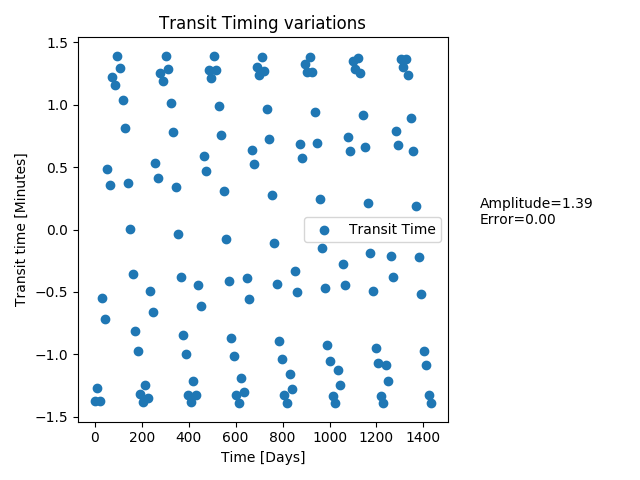 Transit Timing variations
Transit time [Minutes]
1.5
1.0
0.5
0.0
−0.5
−1.0
−1.5
Transit Time
Amplitude=1.39
Error=0.00
0 200 400 600 800 1000 1200 1400
Time [Days]